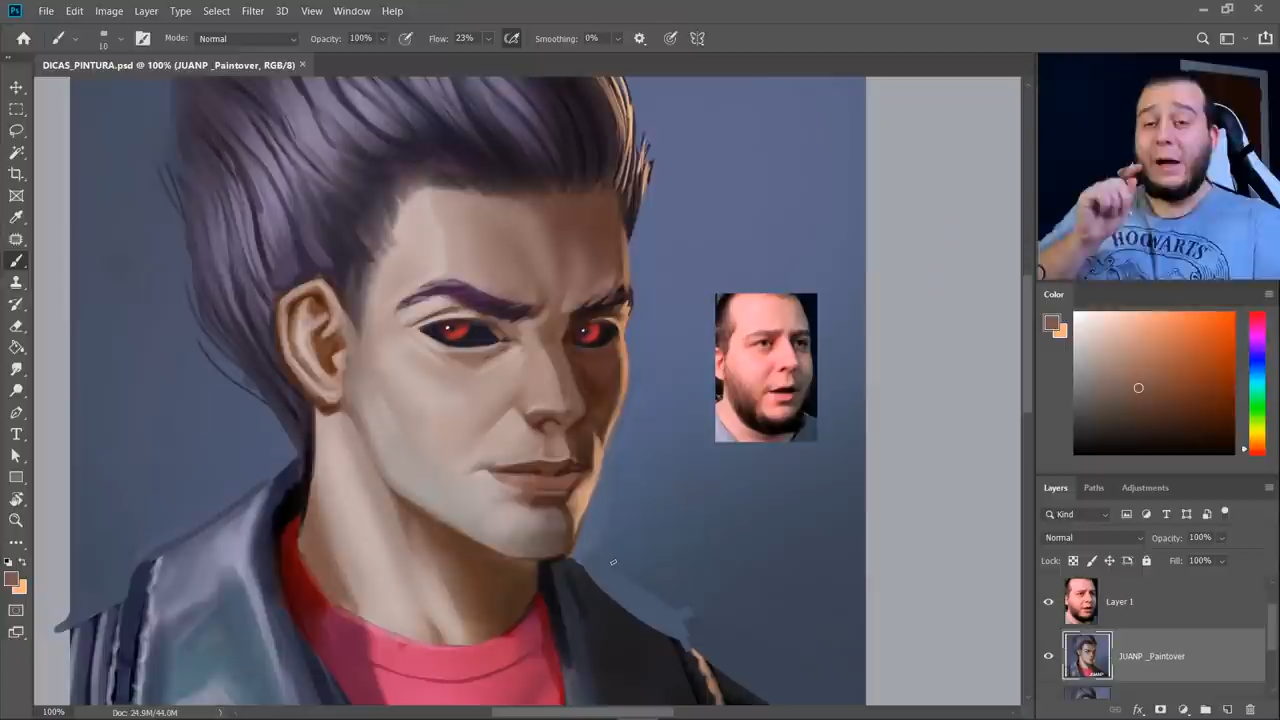 Ps File Edit Image Layer Type Select Filter 3D View Window Help
10 Mode: Normal Opacity: 100% Flow: 23% Smoothing: 0%
DICAS_PINTURA.psd @ 100% (JUANP _Paintover, RGB/8) ×
HOGWARTS
Color
Layers Paths Adjustments
Kind
Normal Opacity: 100%
Lock: Fill: 100%
Layer 1
JUANP _Paintover
100% Doc: 24.9M/44.0M